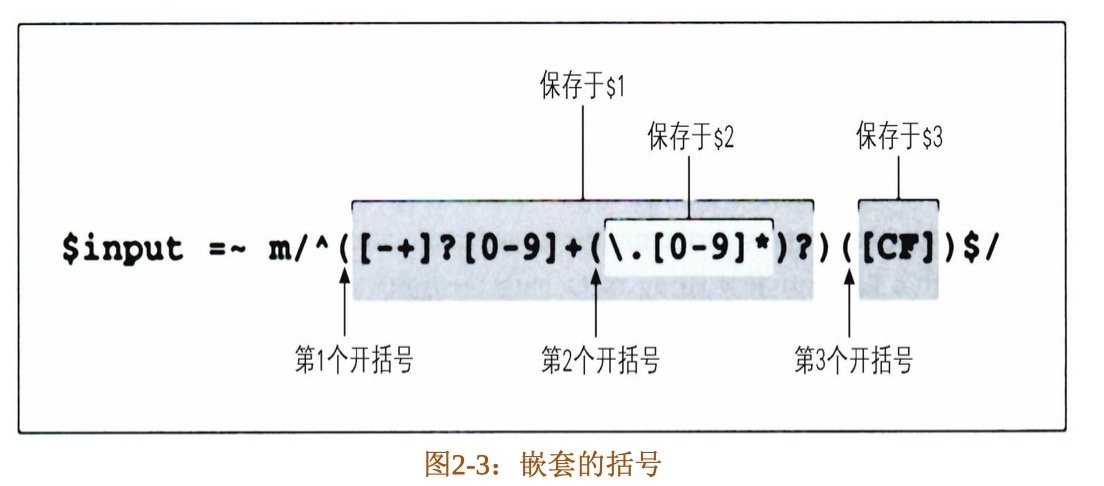 保存于$1
保存于$2 保存于$3
$input =~ m/^([-+]?[0-9]+(\.[0-9]*)?)([CF])$/
第1个开括号 第2个开括号 第3个开括号
图2-3：嵌套的括号